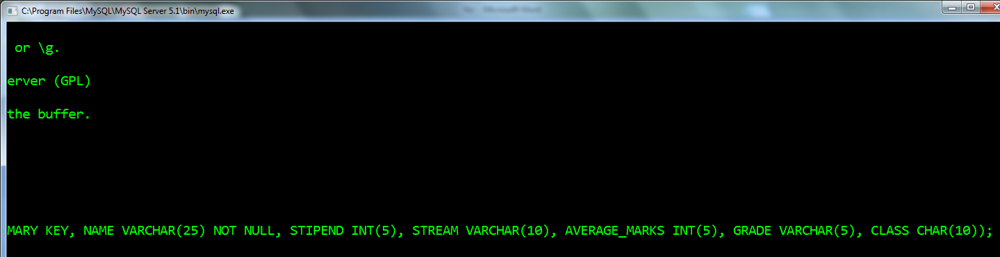 C:\Program Files\MySQL\MySQL Server 5.1\bin\mysql.exe
or \g.
erver (GPL)
the buffer.
MARY KEY, NAME VARCHAR(25) NOT NULL, STIPEND INT(5), STREAM VARCHAR(10), AVERAGE_MARKS INT(5), GRADE VARCHAR(5), CLASS CHAR(10));